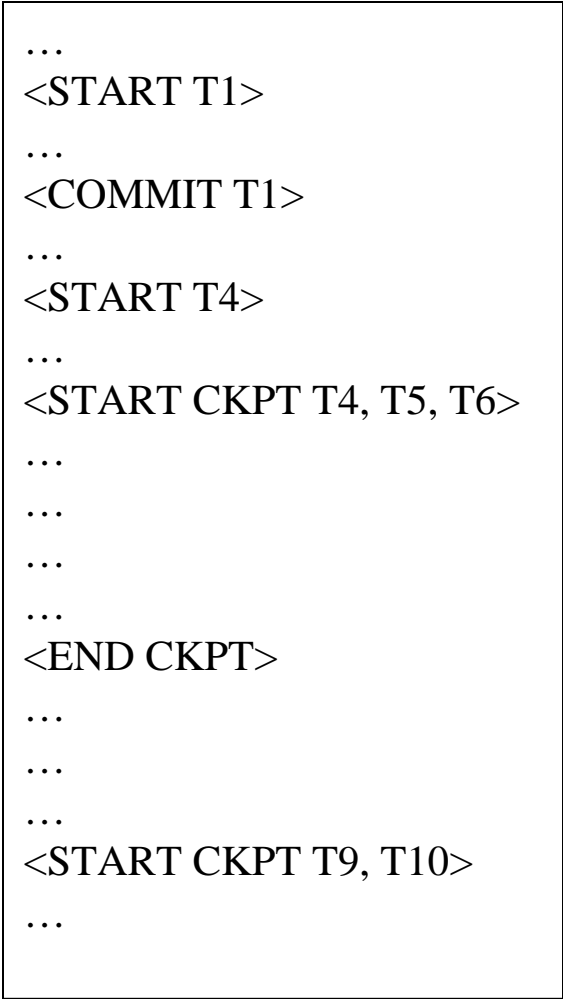 …
<START T1>
…
<COMMIT T1>
…
<START T4>
…
<START CKPT T4, T5, T6>
…
…
…
…
<END CKPT>
…
…
…
<START CKPT T9, T10>
…